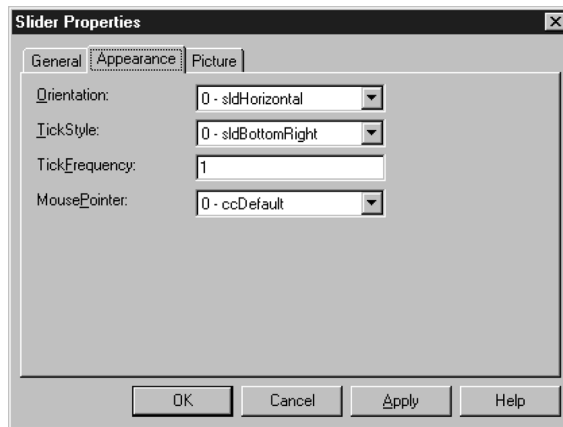 Slider Properties
General Appearance Picture
Orientation: 0 - sldHorizontal
TickStyle: 0 - sldBottomRight
TickFrequency: 1
MousePointer: 0 - ccDefault
OK Cancel Apply Help